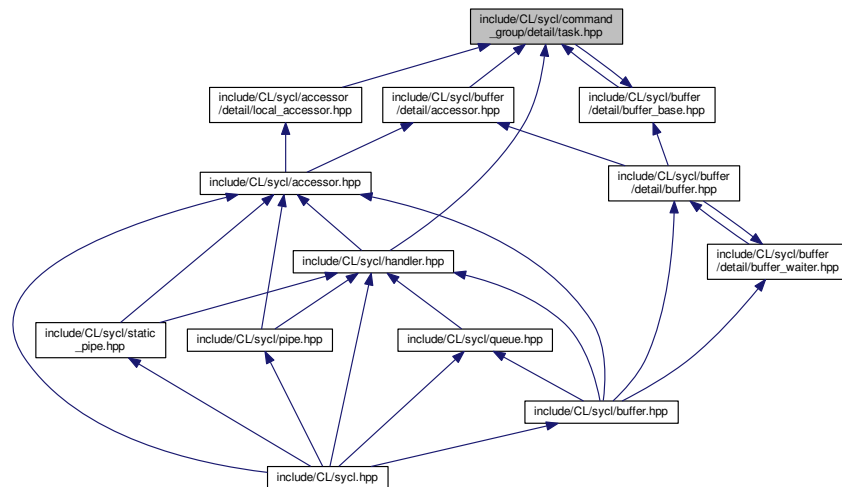 include/CL/sycl/command
_group/detail/task.hpp
include/CL/sycl/accessor
/detail/local_accessor.hpp
include/CL/sycl/buffer
/detail/accessor.hpp
include/CL/sycl/buffer
/detail/buffer_base.hpp
include/CL/sycl/accessor.hpp
include/CL/sycl/buffer
/detail/buffer.hpp
include/CL/sycl/handler.hpp
include/CL/sycl/buffer
/detail/buffer_waiter.hpp
include/CL/sycl/static
_pipe.hpp
include/CL/sycl/pipe.hpp
include/CL/sycl/queue.hpp
include/CL/sycl/buffer.hpp
include/CL/sycl.hpp